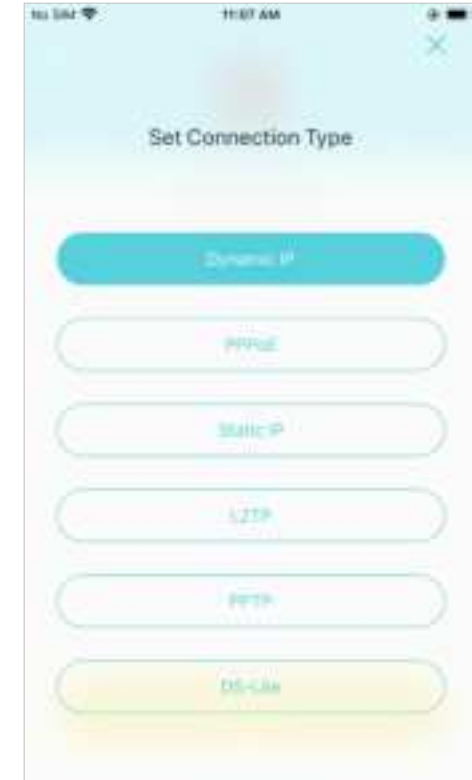 No SIM
11:07 AM
Set Connection Type
Dynamic IP
PPPoE
Static IP
L2TP
PPTP
DS-Lite